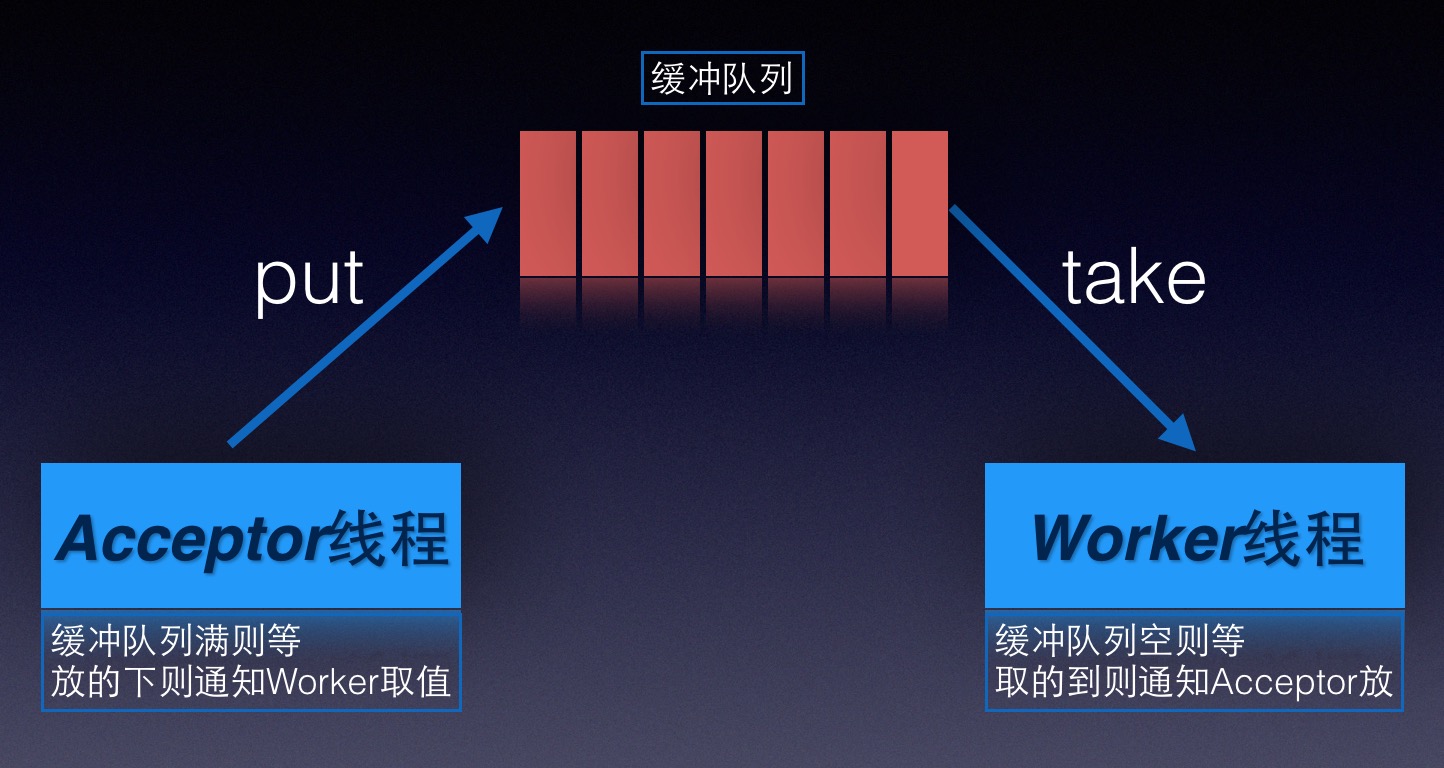 缓冲队列
put
take
Acceptor线程
Worker线程
缓冲队列满则等
放的下则通知Worker取值
缓冲队列空则等
取的到则通知Acceptor放